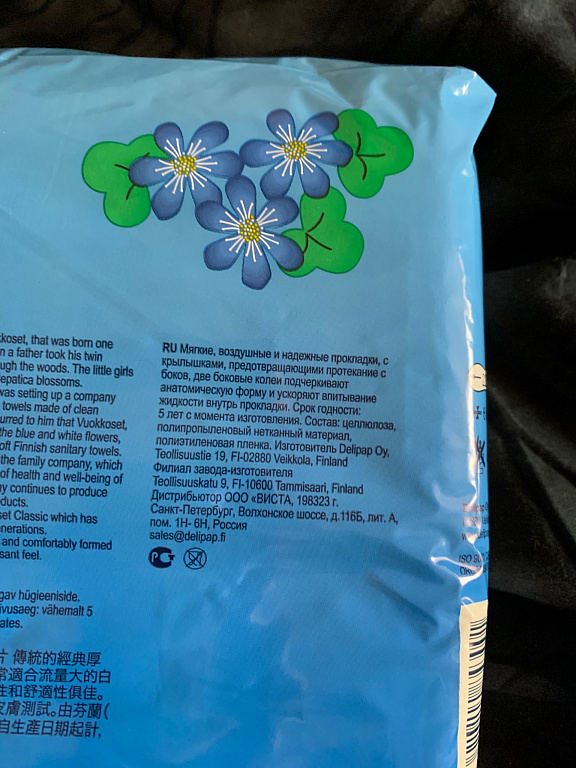 koset, that was born one
n a father took his twin
ugh the woods. The little girls
epatica blossoms.
was setting up a company
towels made of clean
urred to him that Vuokkoset,
the blue and white flowers,
oft Finnish sanitary towels.
the family company, which
of health and well-being of
y continues to produce
ducts.
set Classic which has
nerations.
and comfortably formed
sant feel.
gav hügieeniside.
ivusaeg: vähemalt 5
ates.
片 傳統的經典厚
常適合流量大的白
性和舒適性俱佳。
皮膚測試。由芬蘭(
自生產日期起計,
RU Мягкие, воздушные и надежные прокладки, с
крылышками, предотвращающими протекание с
боков, две боковые колеи подчеркивают
анатомическую форму и ускоряют впитывание
жидкости внутрь прокладки. Срок годности:
5 лет с момента изготовления. Состав: целлюлоза,
полипропыленовый нетканный материал,
полиэтиленовая пленка. Изготовитель Delipap Oy,
Teollisuustie 19, FI-02880 Veikkola, Finland
Филиал завода-изготовителя
Teollisuuskatu 9, FI-10600 Tammisaari, Finland
Дистрибьютор ООО «ВИСТА, 198323 г.
Санкт-Петербург, Волхонское шоссе, д.116Б, лит. А,
пом. 1Н- 6Н, Россия
sales@delipap.fi